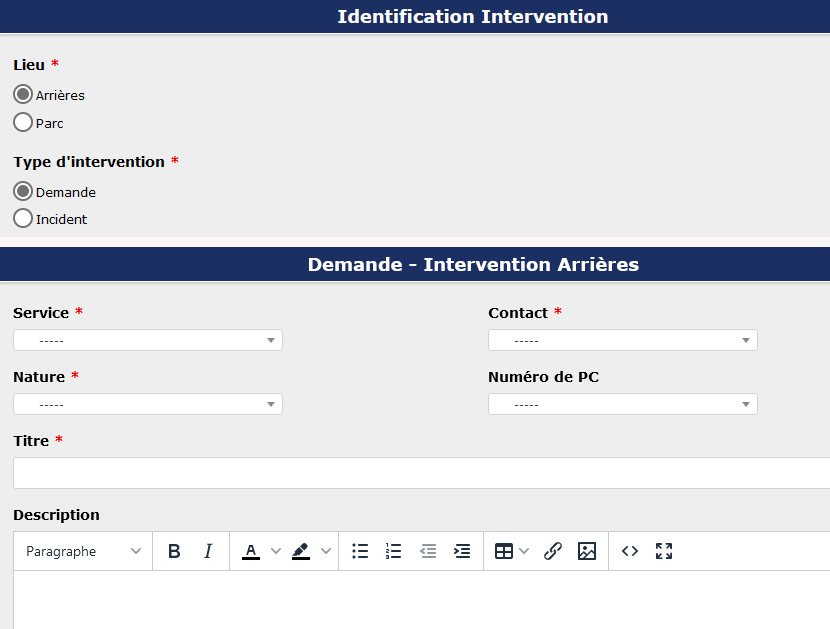 Identification Intervention
Lieu *
Arrières
Parc
Type d'intervention *
Demande
Incident
Demande - Intervention Arrières
Service * Contact *
----- -----
Nature * Numéro de PC
----- -----
Titre *
Description
Paragraphe B I A